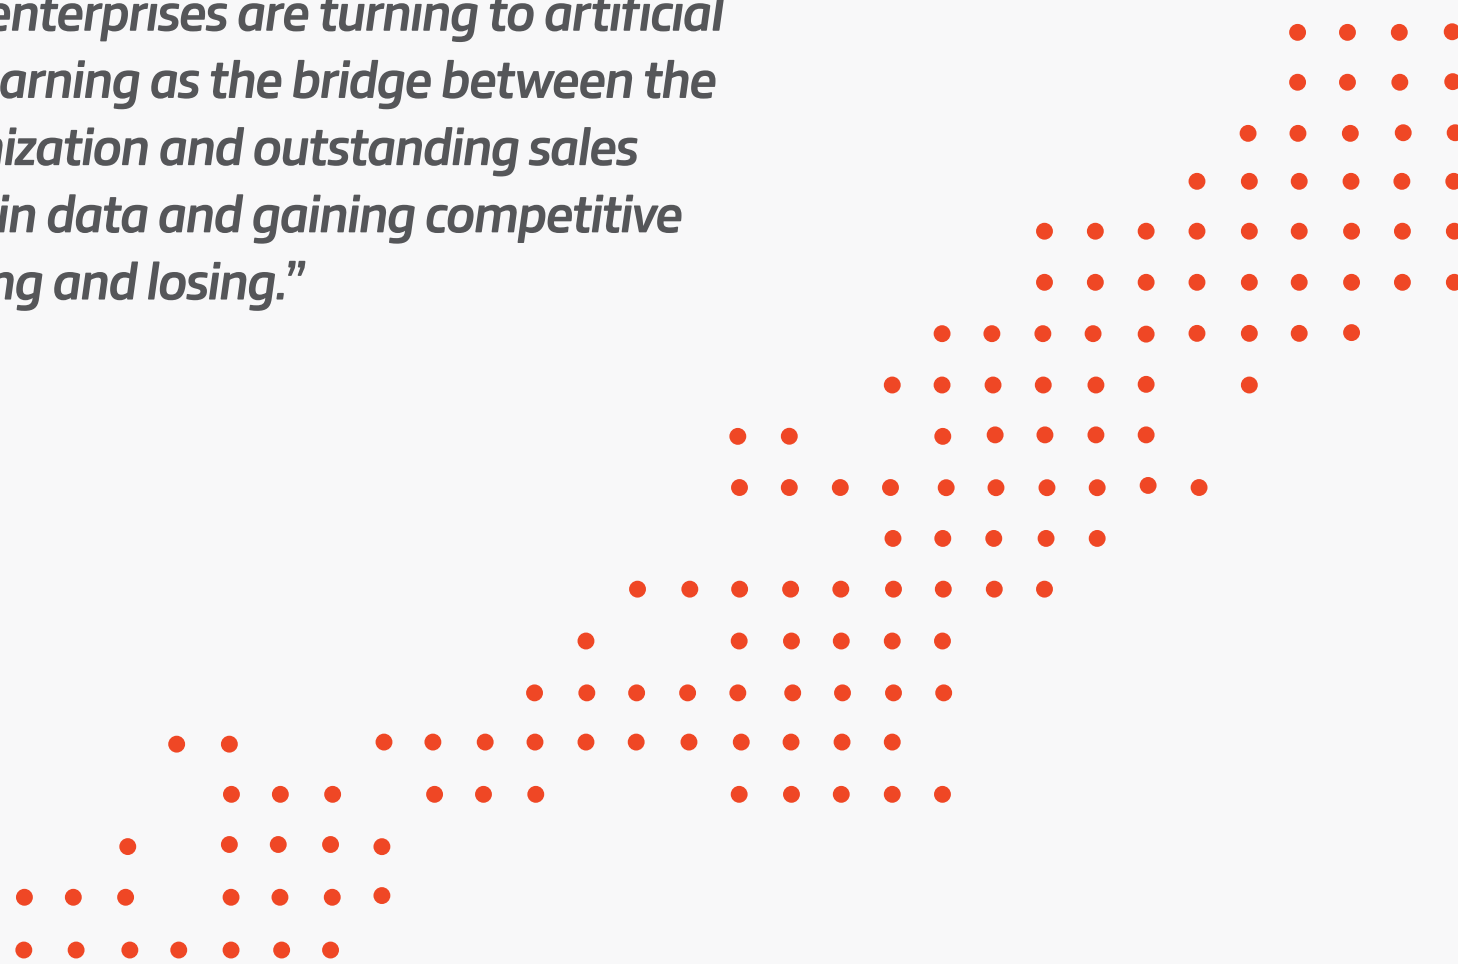 enterprises are turning to artificial
arning as the bridge between the
ization and outstanding sales
in data and gaining competitive
ng and losing.”